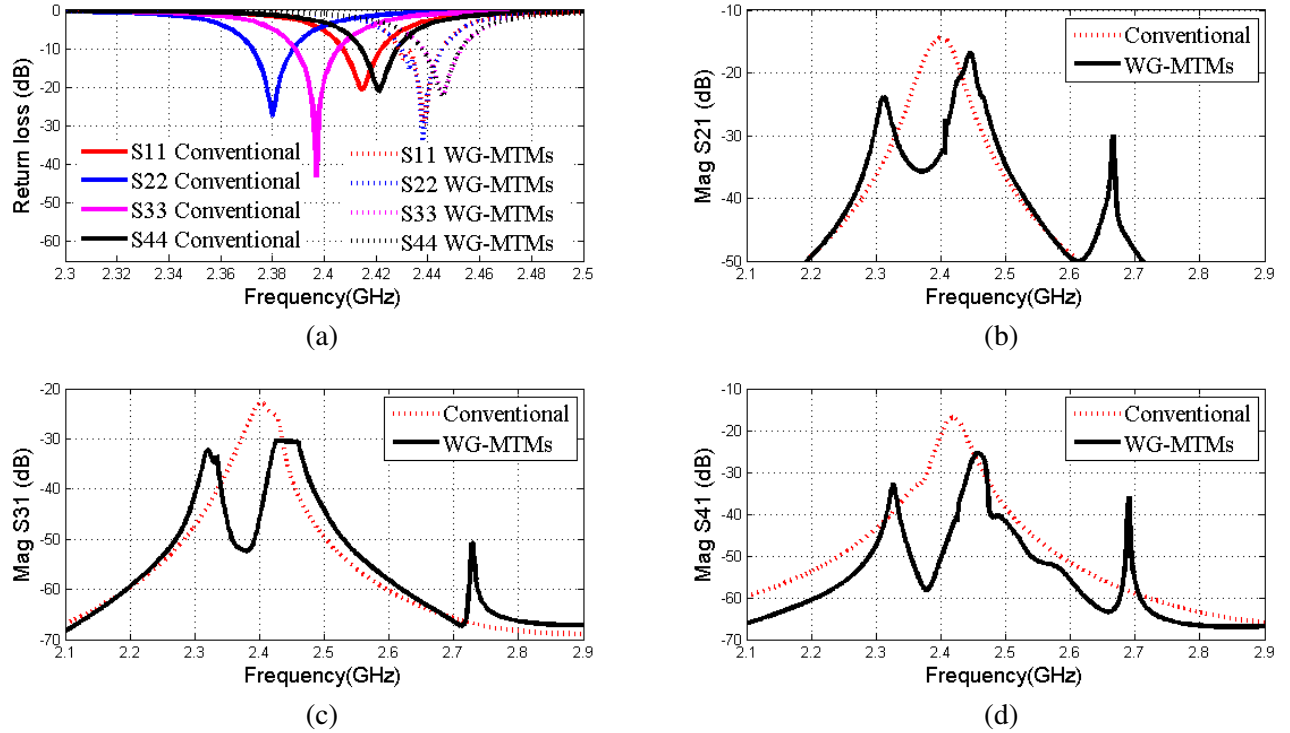 Return loss (dB)
0
-10
-20
-30
-40
-50
-60
S11 Conventional
S22 Conventional
S33 Conventional
S44 Conventional
S11 WG-MTMs
S22 WG-MTMs
S33 WG-MTMs
S44 WG-MTMs
2.3 2.32 2.34 2.36 2.38 2.4 2.42 2.44 2.46 2.48 2.5
Frequency(GHz)
(a)
Mag S21 (dB)
-10
-20
-30
-40
-50
Conventional
WG-MTMs
2.1 2.2 2.3 2.4 2.5 2.6 2.7 2.8 2.9
Frequency(GHz)
(b)
Mag S31 (dB)
-20
-30
-40
-50
-60
-70
Conventional
WG-MTMs
2.1 2.2 2.3 2.4 2.5 2.6 2.7 2.8 2.9
Frequency(GHz)
(c)
Mag S41 (dB)
-10
-20
-30
-40
-50
-60
-70
Conventional
WG-MTMs
2.1 2.2 2.3 2.4 2.5 2.6 2.7 2.8 2.9
Frequency(GHz)
(d)